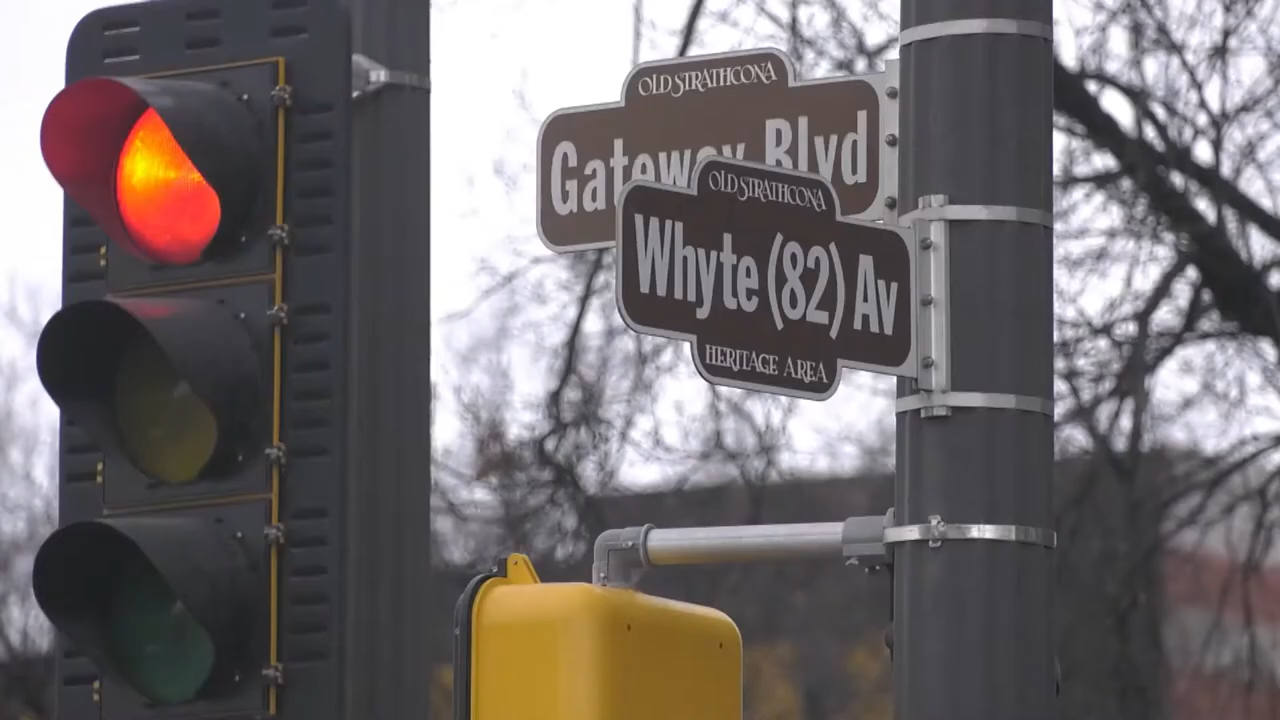 OLD STRATHCONA
Gateway Blvd
OLD STRATHCONA
Whyte (82) Av
HERITAGE AREA